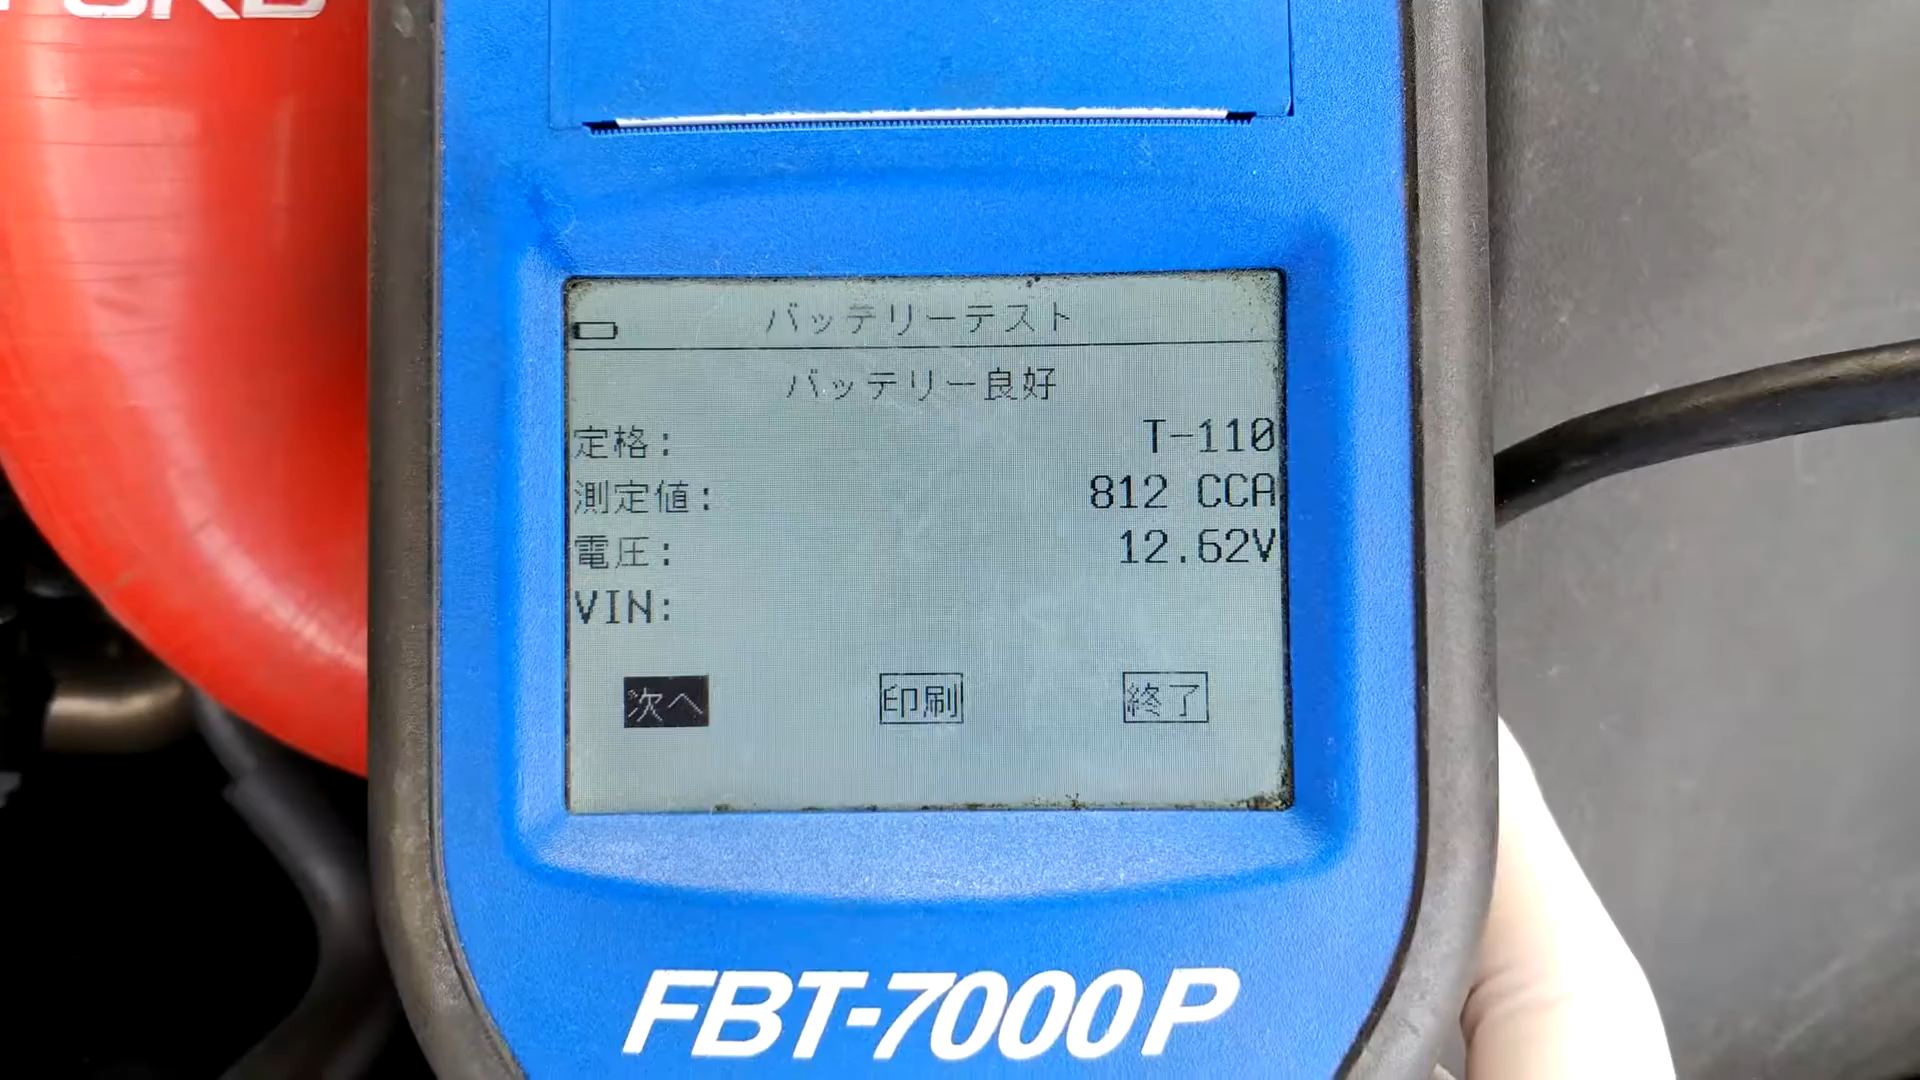 バッテリーテスト
バッテリー良好
定格: T-110
測定値: 812 CCA
電圧: 12.62V
VIN:
次へ 印刷 終了
FBT-7000P